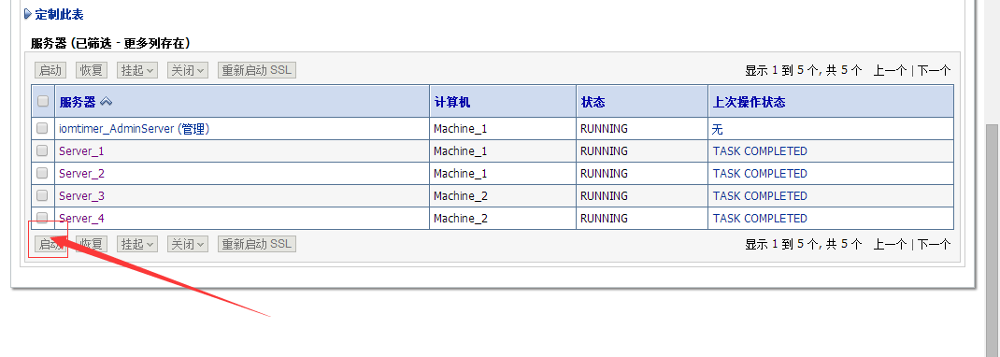 定制此表
服务器 (已筛选 - 更多列存在)
启动 恢复 挂起 关闭 重新启动 SSL 显示 1 到 5 个, 共 5 个 上一个 | 下一个
服务器 计算机 状态 上次操作状态
iomtimer_AdminServer (管理) Machine_1 RUNNING 无
Server_1 Machine_1 RUNNING TASK COMPLETED
Server_2 Machine_1 RUNNING TASK COMPLETED
Server_3 Machine_2 RUNNING TASK COMPLETED
Server_4 Machine_2 RUNNING TASK COMPLETED
启动 恢复 挂起 关闭 重新启动 SSL 显示 1 到 5 个, 共 5 个 上一个 | 下一个